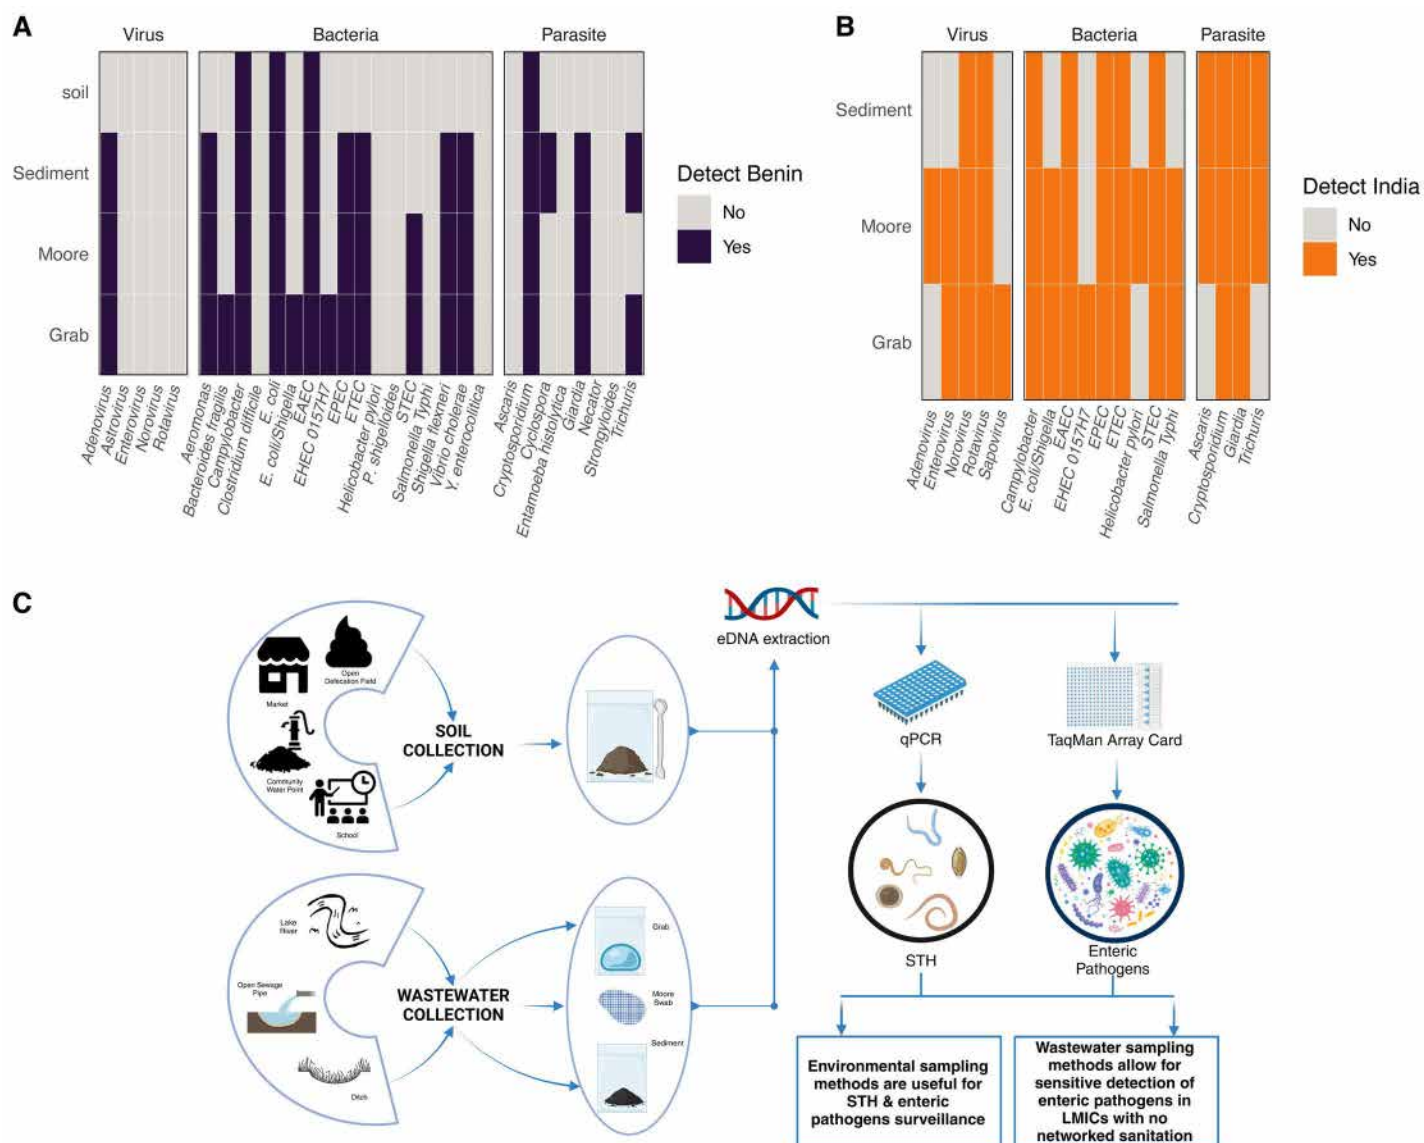 A
Virus
Bacteria
Parasite
soil
Sediment
Moore
Grab
Detect Benin
No
Yes
Adenovirus
Astrovirus
Enterovirus
Norovirus
Rotavirus
Aeromonas
Bacteroides fragilis
Campylobacter
Clostridium difficile
E. coli
E. coli/Shigella
EAEC
EHEC 0157H7
EPEC
ETEC
Helicobacter pylori
P. shigelloides
STEC
Salmonella Typhi
Shigella flexneri
Vibrio cholerae
Y. enterocolitica
Ascaris
Cryptosporidium
Cyclospora
Entamoeba histolytica
Giardia
Necator
Strongyloides
Trichuris
B
Virus
Bacteria
Parasite
Sediment
Moore
Grab
Detect India
No
Yes
Adenovirus
Enterovirus
Norovirus
Rotavirus
Sapovirus
Campylobacter
E. coli/Shigella
EAEC
EHEC 0157H7
EPEC
ETEC
Helicobacter pylori
STEC
Salmonella Typhi
Ascaris
Cryptosporidium
Giardia
Trichuris
C
Market
Open
Defecation Field
Community
Water Point
School
SOIL
COLLECTION
Lake
River
Open Sewage
Pipe
Ditch
WASTEWATER
COLLECTION
Grab
Moore
Swab
Sediment
eDNA extraction
qPCR
TaqMan Array Card
STH
Enteric
Pathogens
Environmental sampling
methods are useful for
STH & enteric
pathogens surveillance
Wastewater sampling
methods allow for
sensitive detection of
enteric pathogens in
LMICs with no
networked sanitation